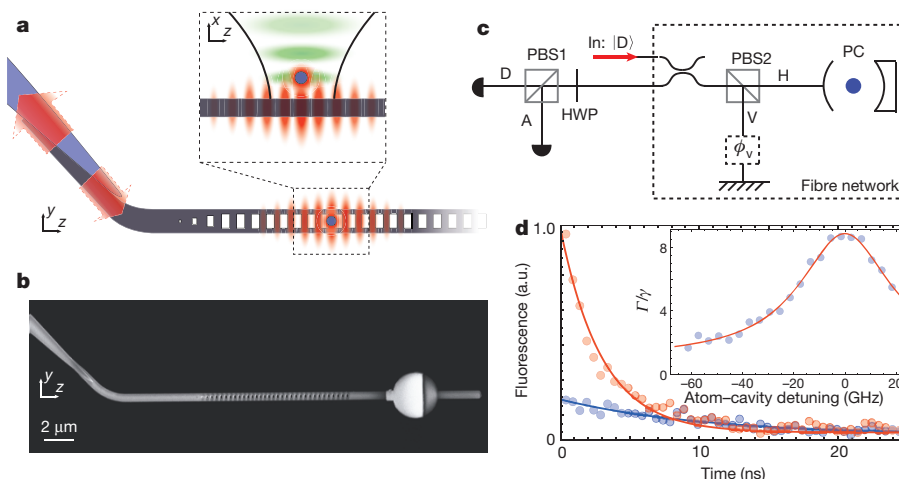 a
x
z
y
z
b
y
z
2 μm
c
PBS1
D
A
HWP
In: |D⟩
PBS2
H
V
PC
ϕᵥ
Fibre network
d
1.0
0
Fluorescence (a.u.)
0
10
20
Time (ns)
8
4
0
Γ/γ
−60
−40
−20
0
20
Atom–cavity detuning (GHz)